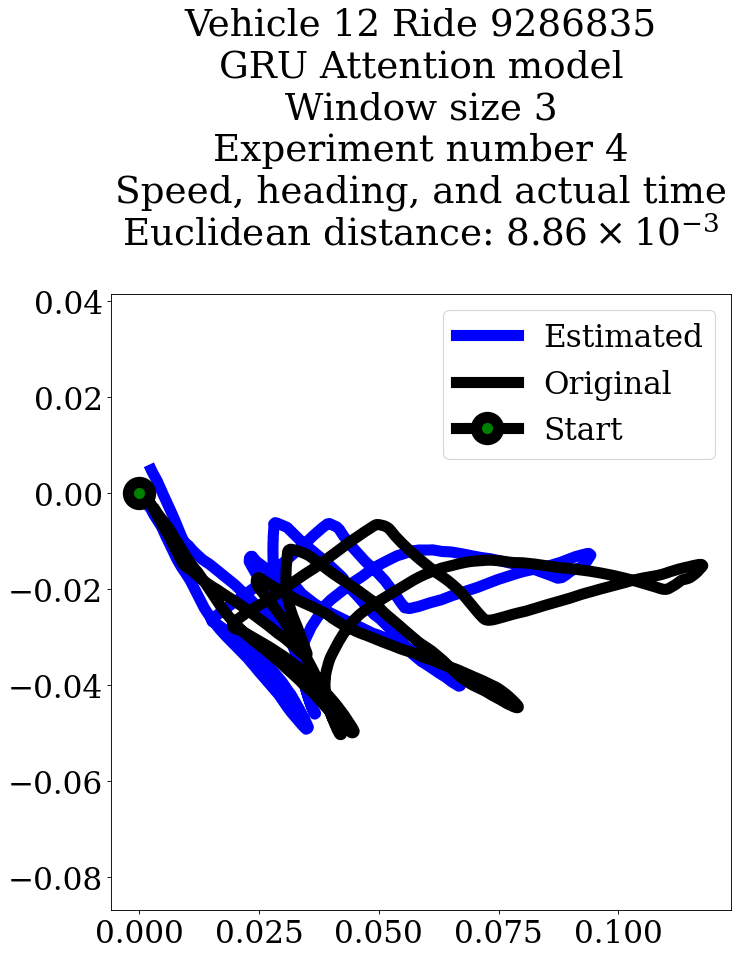 Vehicle 12 Ride 9286835
GRU Attention model
Window size 3
Experiment number 4
Speed, heading, and actual time
Euclidean distance: 8.86 × 10⁻³
Estimated
Original
Start
0.04
0.02
0.00
−0.02
−0.04
−0.06
−0.08
0.000 0.025 0.050 0.075 0.100